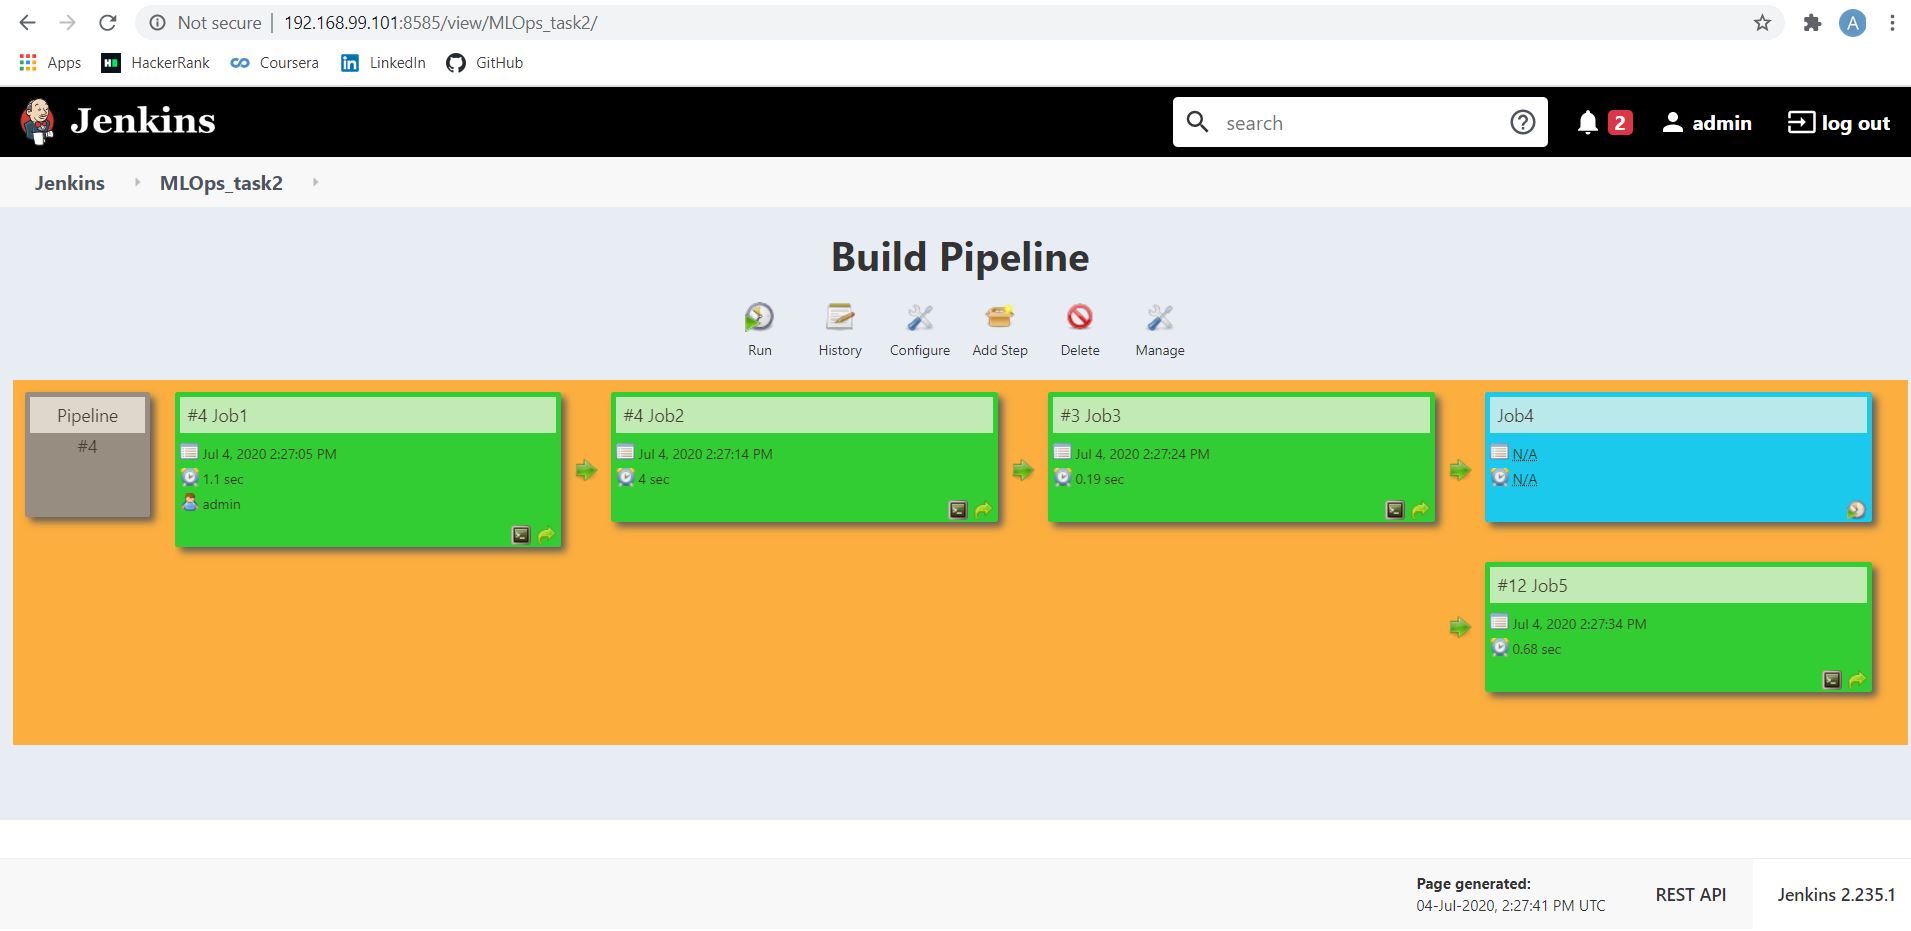 Not secure | 192.168.99.101:8585/view/MLOps_task2/
A
Apps HackerRank Coursera LinkedIn GitHub
Jenkins
search
2
admin
log out
Jenkins MLOps_task2
Build Pipeline
Run History Configure Add Step Delete Manage
Pipeline
#4
#4 Job1
Jul 4, 2020 2:27:05 PM
1.1 sec
admin
#4 Job2
Jul 4, 2020 2:27:14 PM
4 sec
#3 Job3
Jul 4, 2020 2:27:24 PM
0.19 sec
Job4
N/A
N/A
#12 Job5
Jul 4, 2020 2:27:34 PM
0.68 sec
Page generated:
04-Jul-2020, 2:27:41 PM UTC
REST API
Jenkins 2.235.1